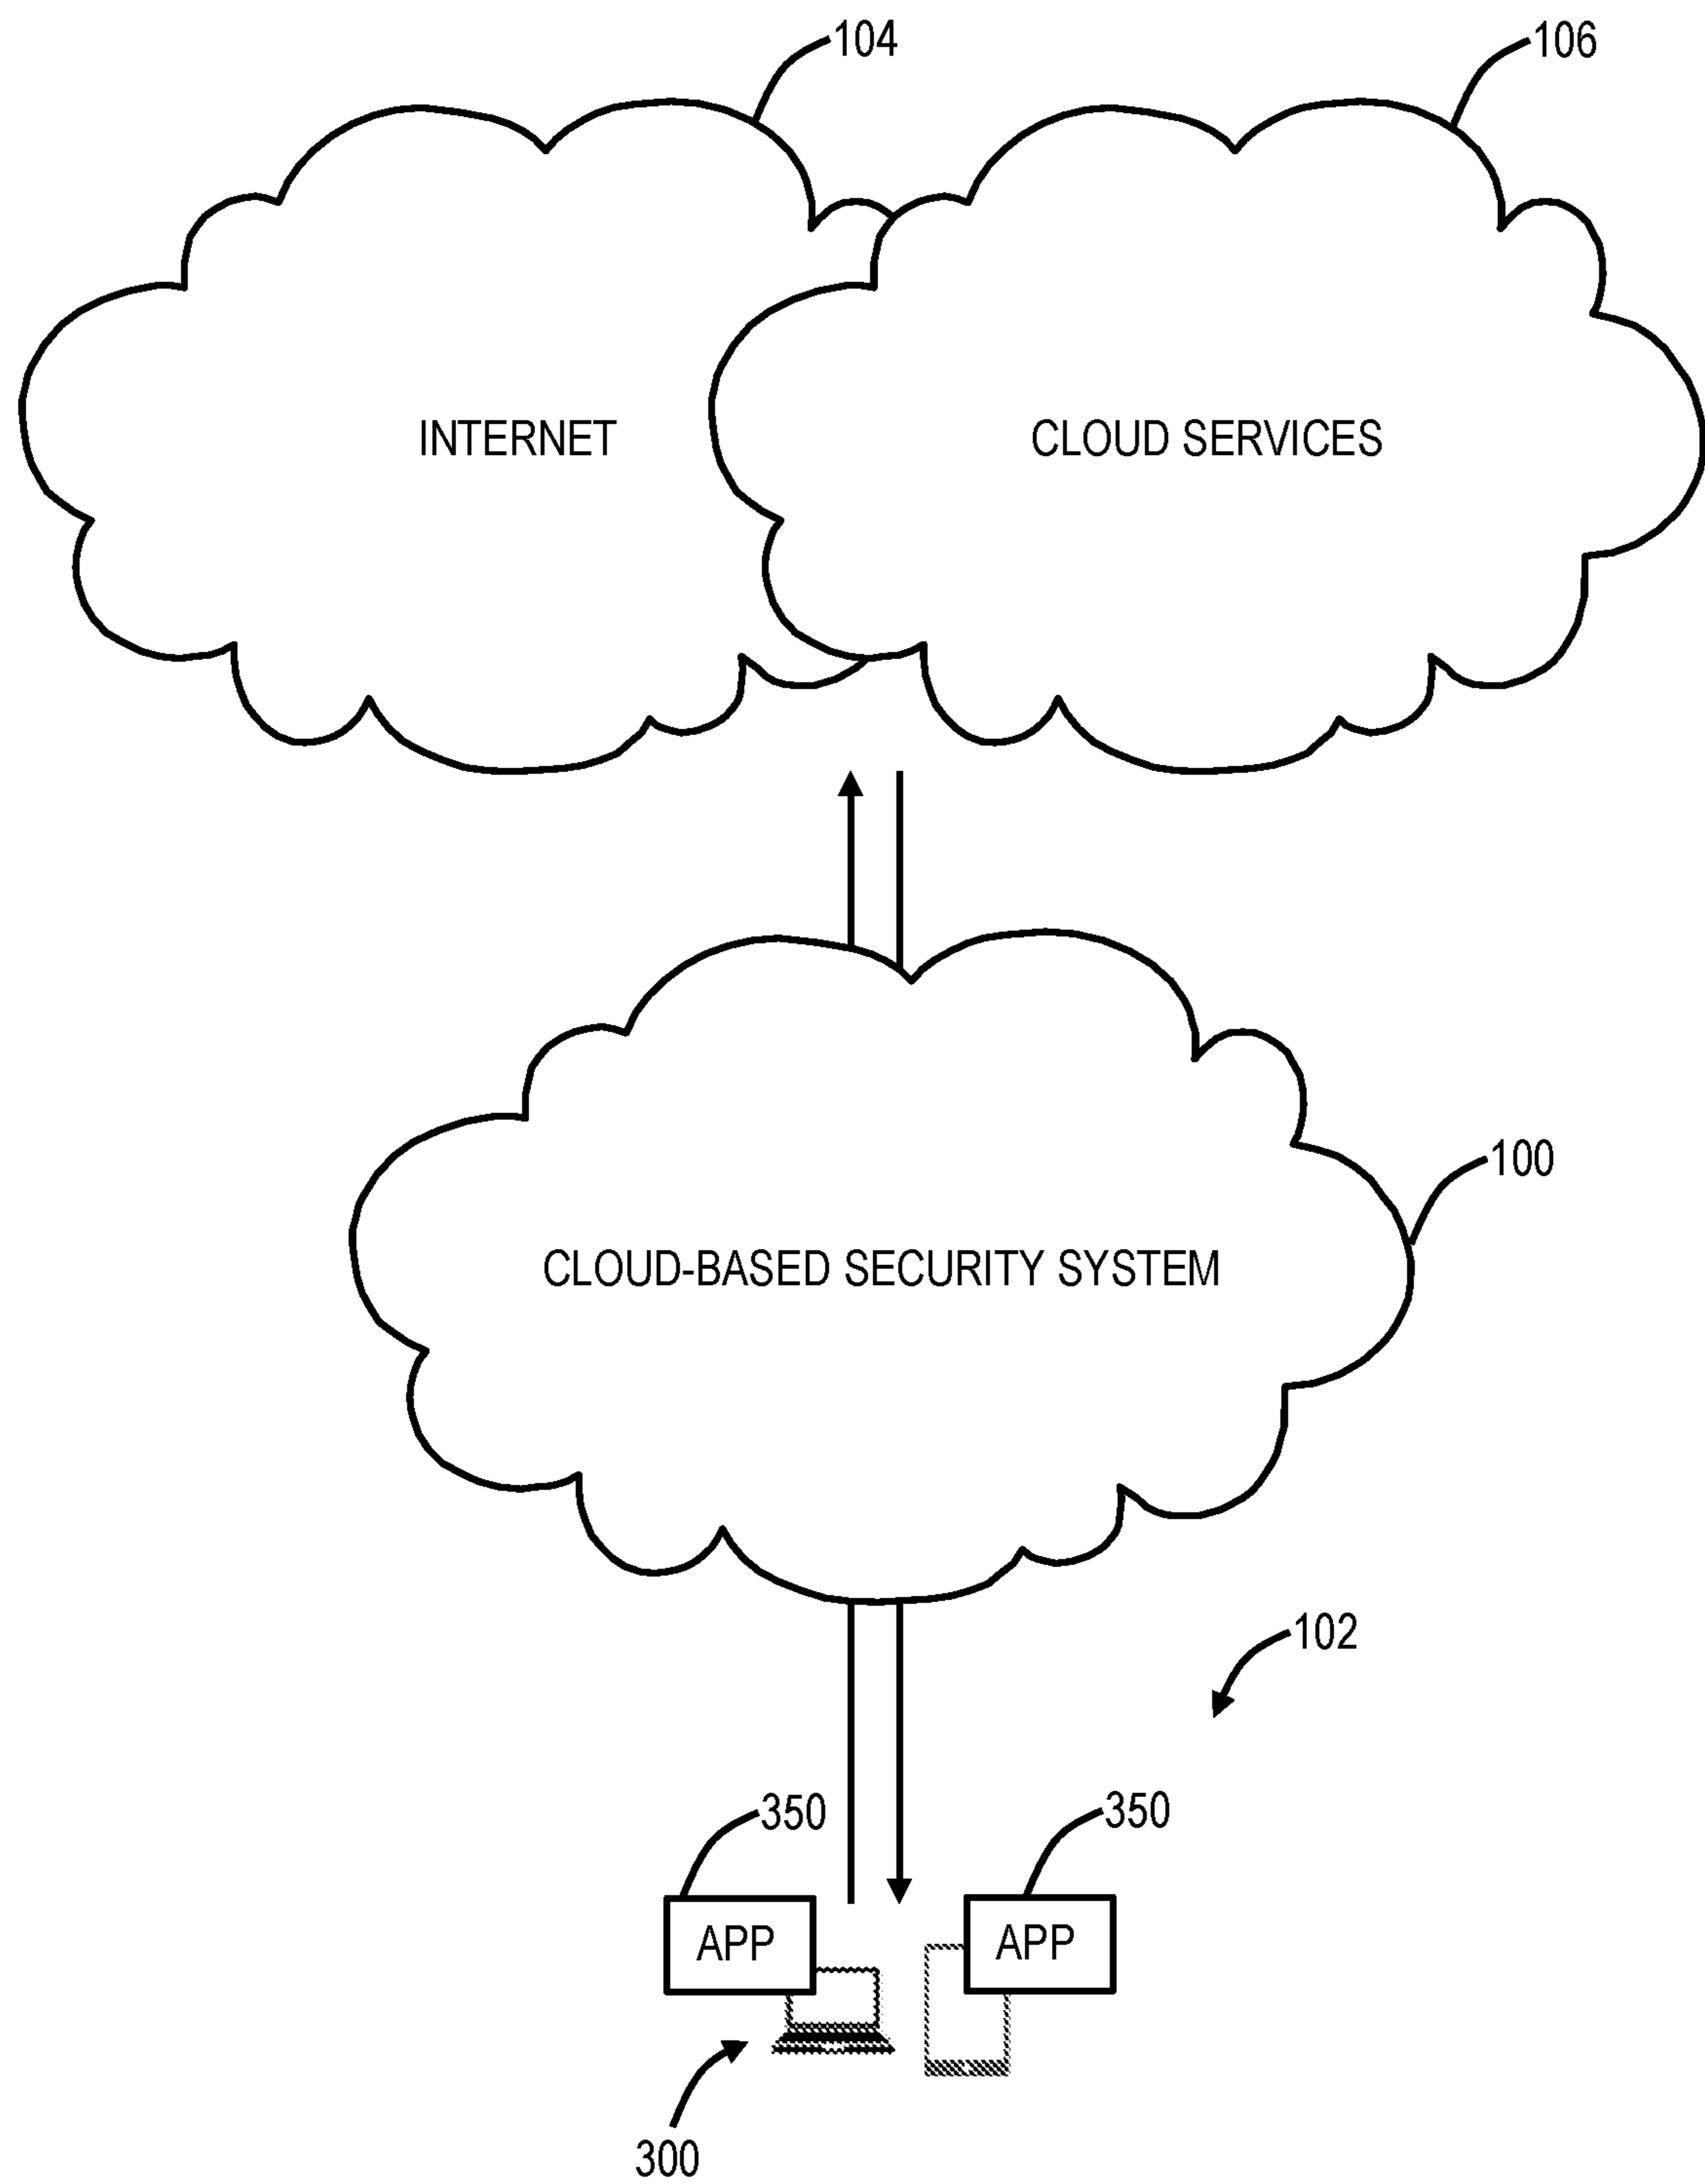 104
106
INTERNET
CLOUD SERVICES
100
CLOUD-BASED SECURITY SYSTEM
102
350
350
APP
APP
300